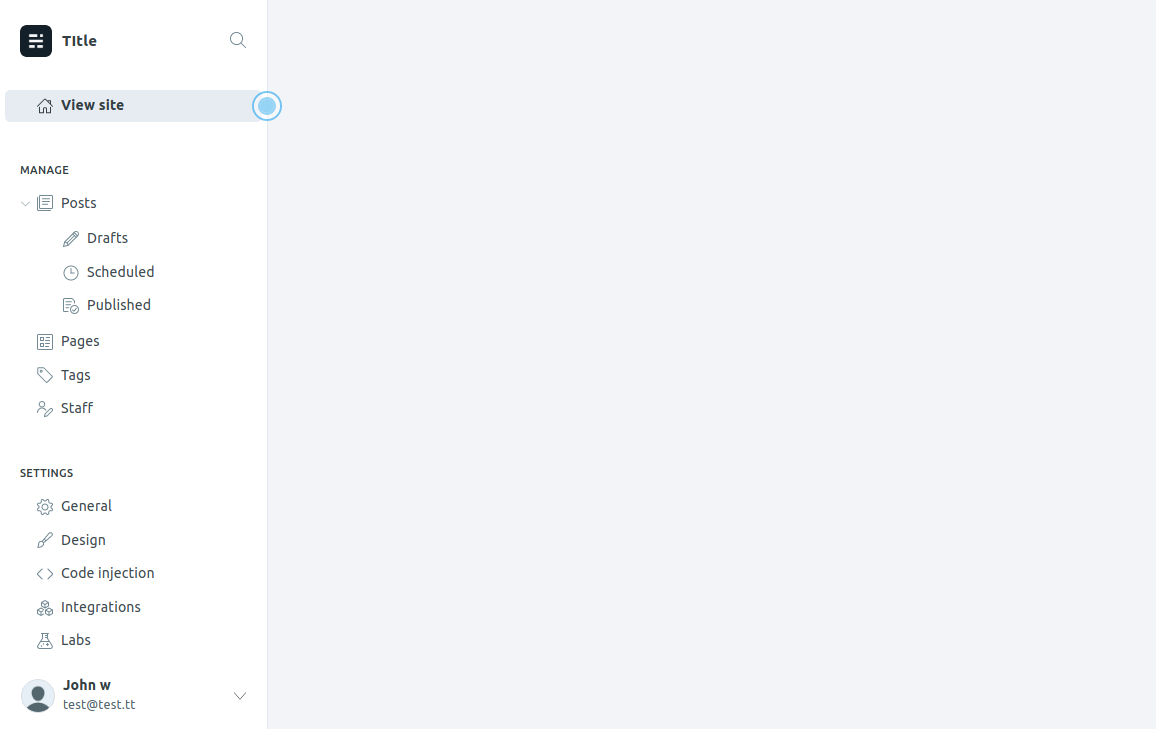 TItle
View site
MANAGE
Posts
Drafts
Scheduled
Published
Pages
Tags
Staff
SETTINGS
General
Design
Code injection
Integrations
Labs
John w
test@test.tt